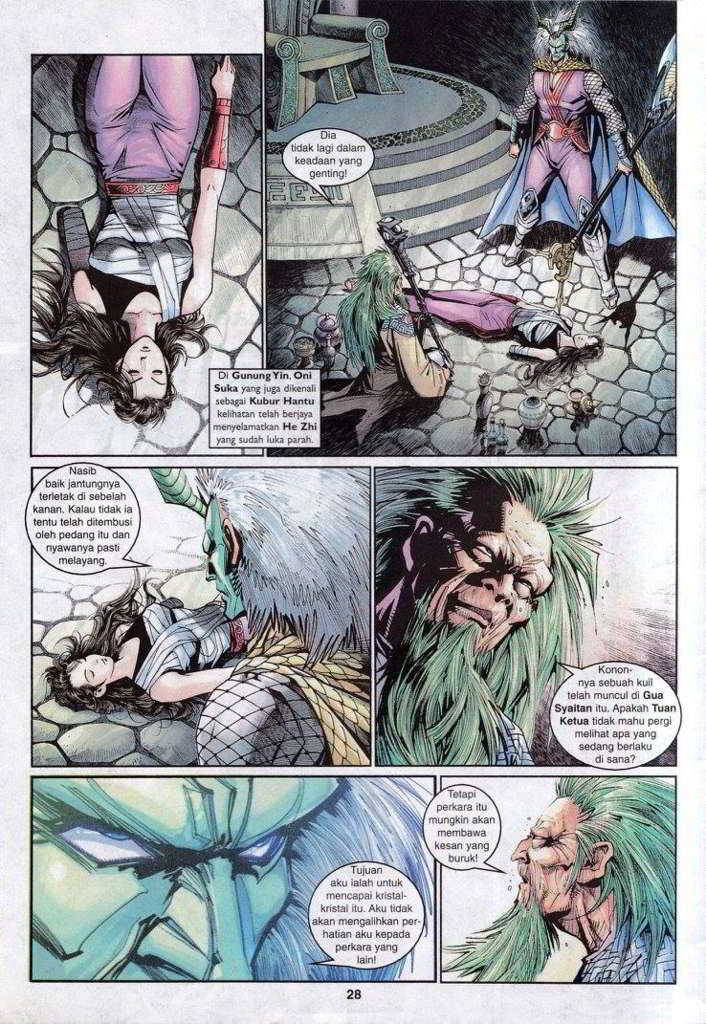 Dia
tidak lagi dalam
keadaan yang
genting!
Di Gunung Yin, Oni
Suka yang juga dikenali
sebagai Kubur Hantu
kelihatan telah berjaya
menyelamatkan He Zhi
yang sudah luka parah.
Nasib
baik jantungnya
terletak di sebelah
kanan. Kalau tidak ia
tentu telah ditembusi
oleh pedang itu dan
nyawanya pasti
melayang.
Konon-
nya sebuah kuil
telah muncul di Gua
Syaitan itu. Apakah Tuan
Ketua tidak mahu pergi
melihat apa yang
sedang berlaku
di sana?
Tujuan
aku ialah untuk
mencapai kristal-
kristal itu. Aku tidak
akan mengalihkan per-
hatian aku kepada
perkara yang
lain!
Tetapi
perkara itu
mungkin akan
membawa
kesan yang
buruk!
28